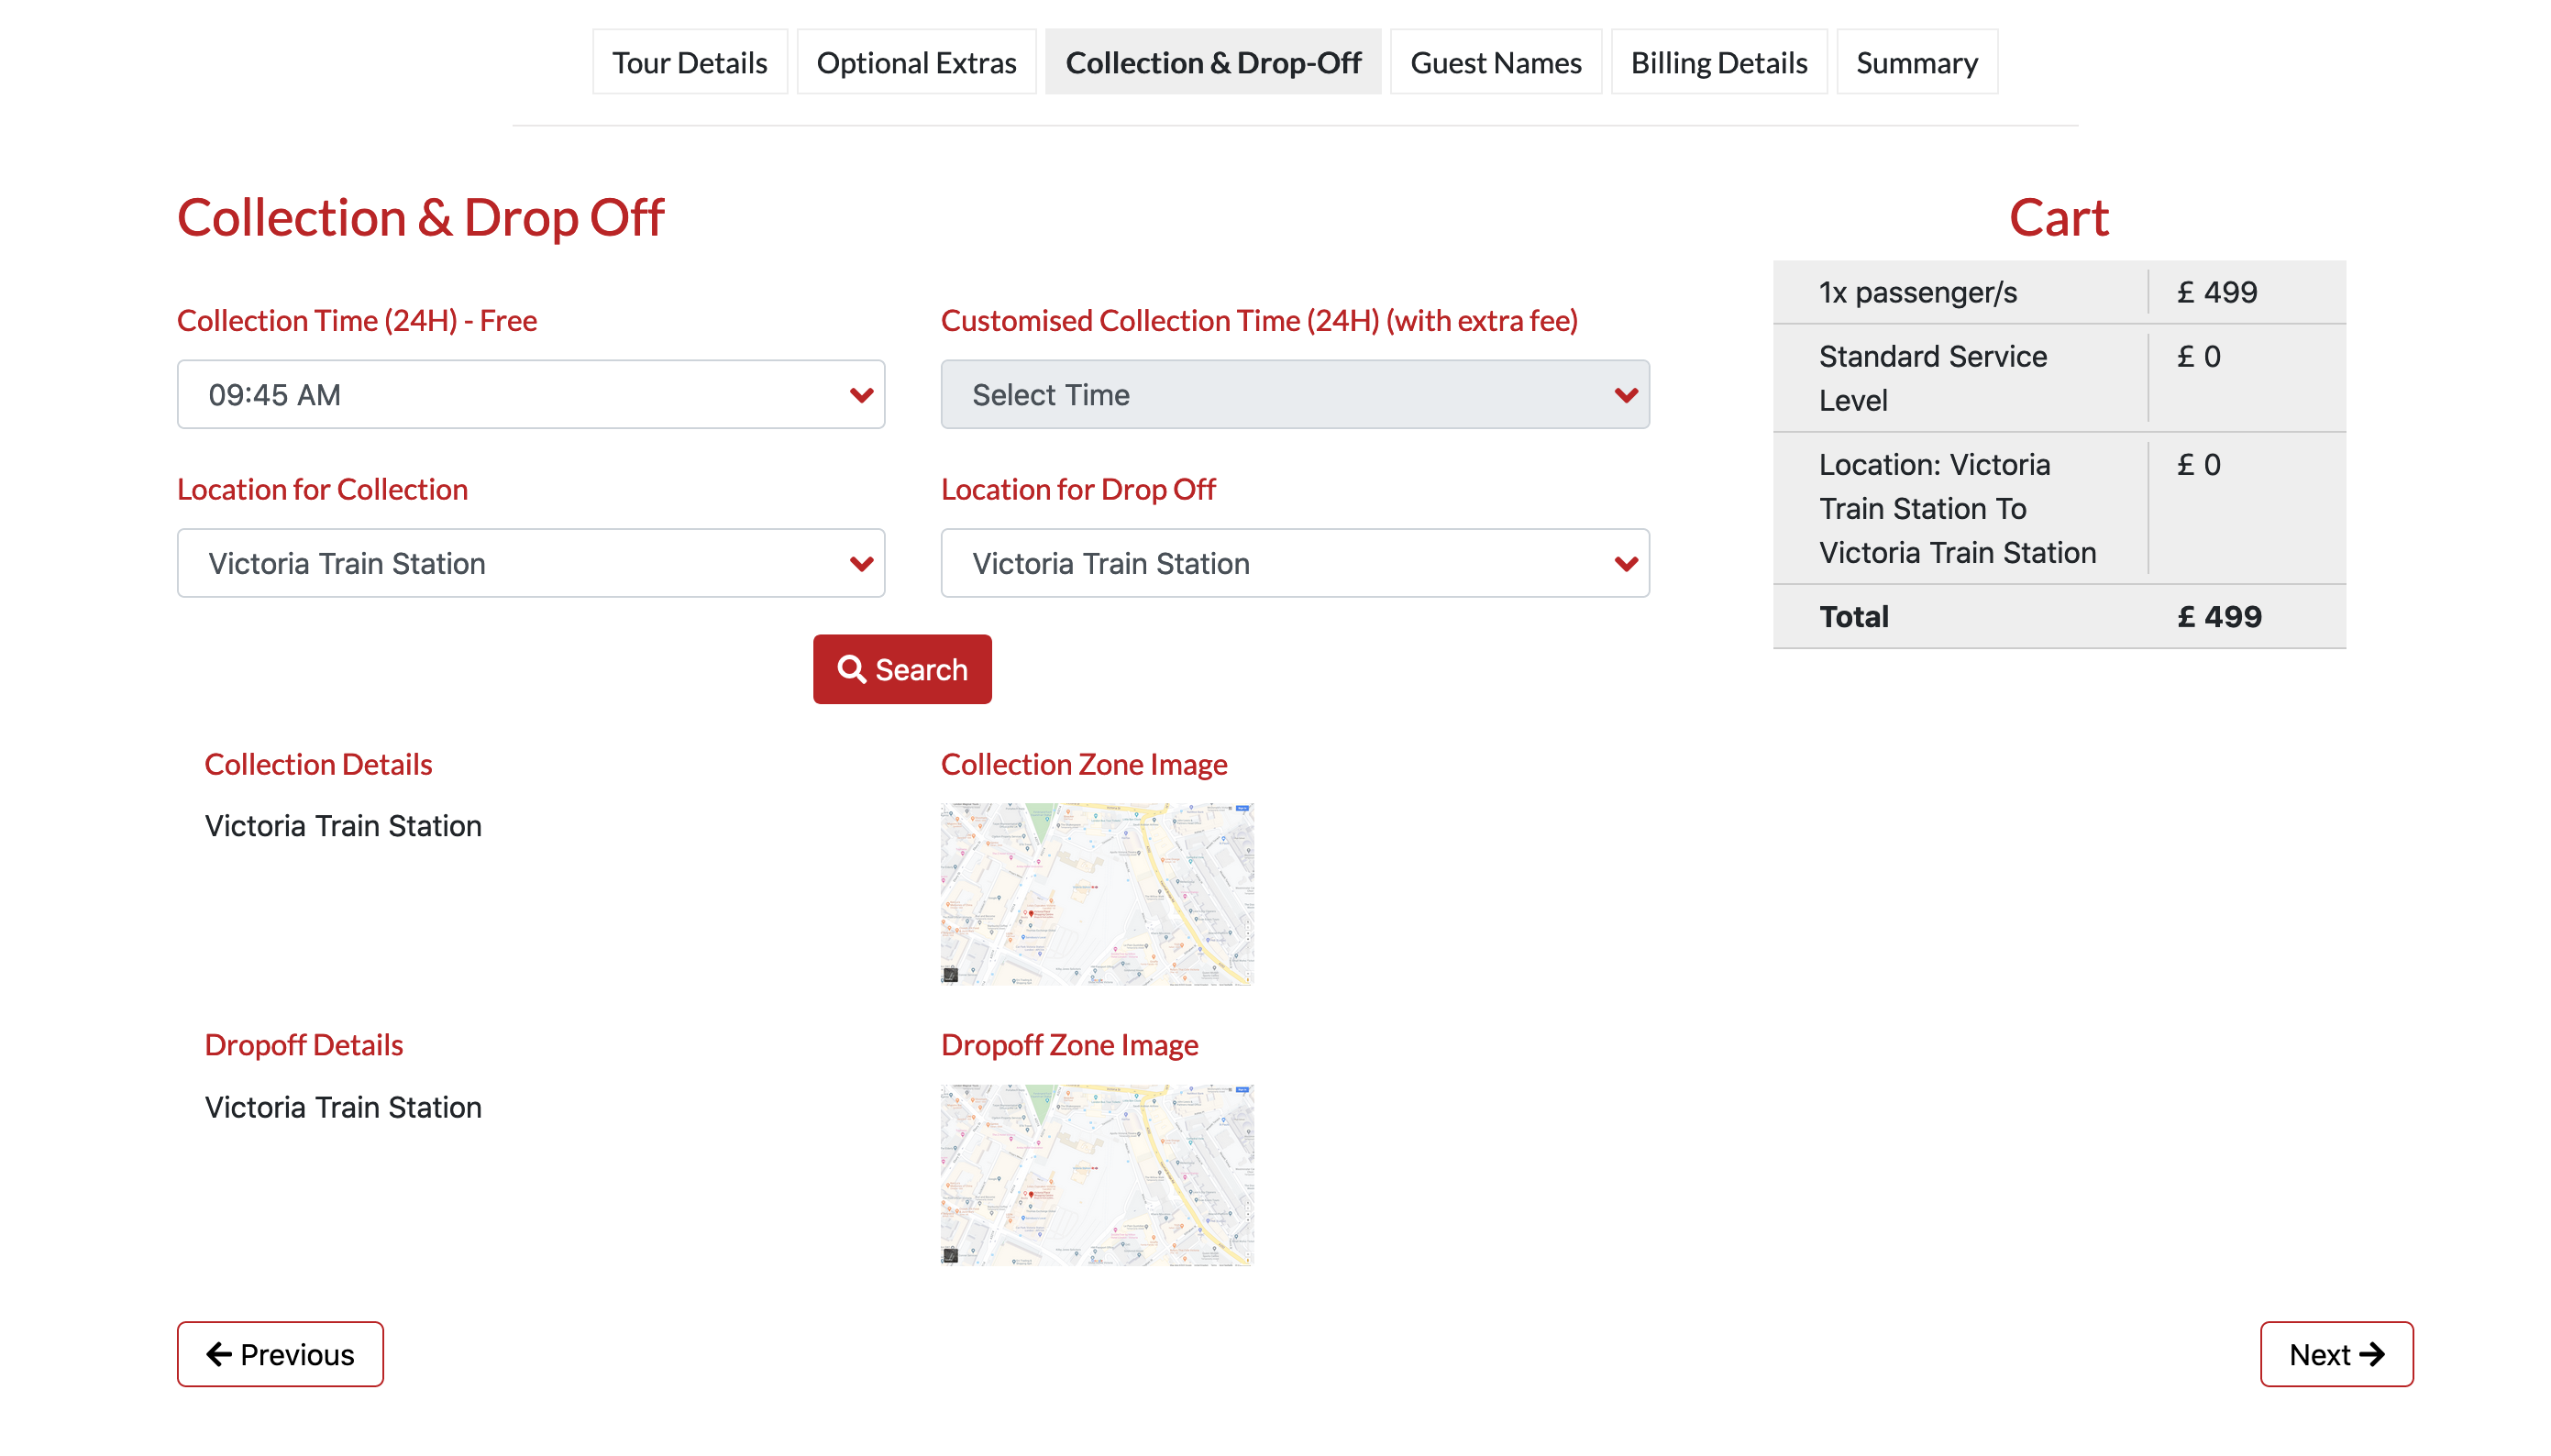 Tour Details
Optional Extras
Collection & Drop-Off
Guest Names
Billing Details
Summary
Collection & Drop Off
Collection Time (24H) - Free
Customised Collection Time (24H) (with extra fee)
09:45 AM
Select Time
Location for Collection
Location for Drop Off
Victoria Train Station
Victoria Train Station
Search
Collection Details
Collection Zone Image
Victoria Train Station
Dropoff Details
Dropoff Zone Image
Victoria Train Station
Previous
Next
Cart
1x passenger/s £ 499
Standard Service £ 0
Level
Location: Victoria £ 0
Train Station To
Victoria Train Station
Total £ 499